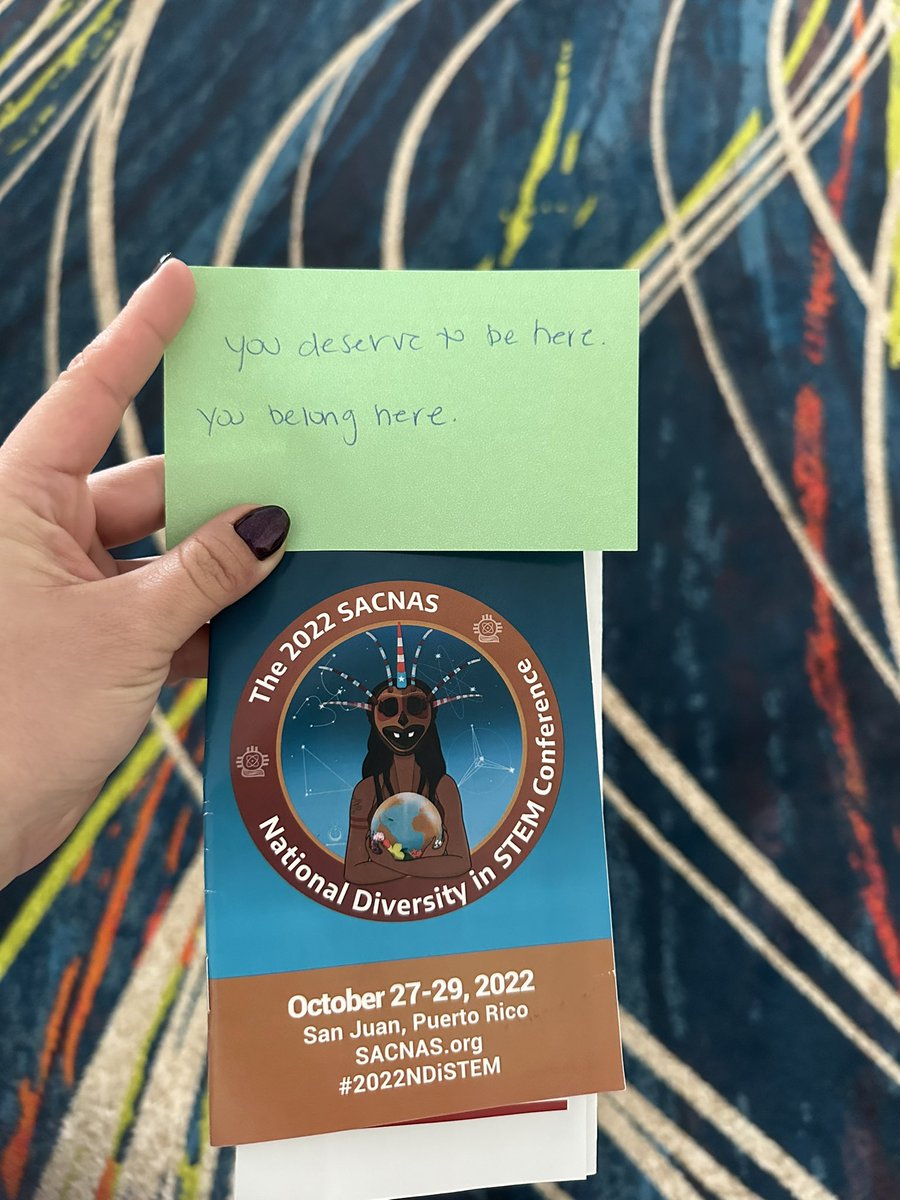 you deserve to be here.
you belong here.
The 2022 SACNAS
National Diversity in STEM Conference
October 27-29, 2022
San Juan, Puerto Rico
SACNAS.org
#2022NDiSTEM